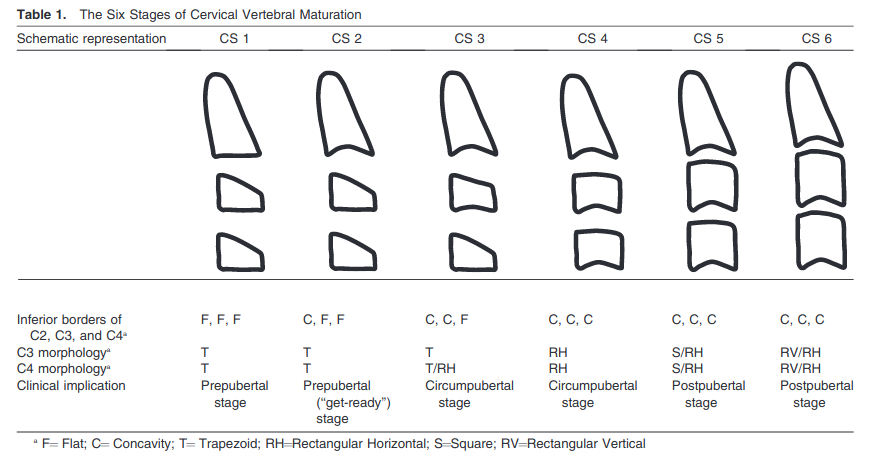 Table 1. The Six Stages of Cervical Vertebral Maturation
Schematic representation CS 1 CS 2 CS 3 CS 4 CS 5 CS 6
Inferior borders of F, F, F C, F, F C, C, F C, C, C C, C, C C, C, C
C2, C3, and C4ª
C3 morphologyª T T T RH S/RH RV/RH
C4 morphologyª T T T/RH RH S/RH RV/RH
Clinical implication Prepubertal Prepubertal Circumpubertal Circumpubertal Postpubertal Postpubertal
stage (“get-ready”) stage stage stage stage
stage
ª F= Flat; C= Concavity; T= Trapezoid; RH=Rectangular Horizontal; S=Square; RV=Rectangular Vertical